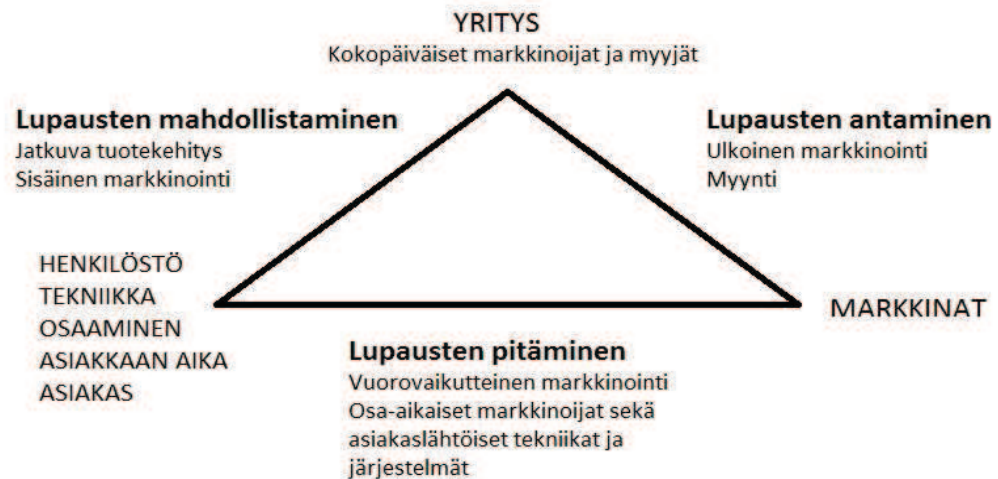 YRITYS
Kokopäiväiset markkinoijat ja myyjät
Lupausten mahdollistaminen
Jatkuva tuotekehitys
Sisäinen markkinointi
Lupausten antaminen
Ulkoinen markkinointi
Myynti
HENKILÖSTÖ
TEKNIIKKA
OSAAMINEN
ASIAKKAAN AIKA
ASIAKAS
MARKKINAT
Lupausten pitäminen
Vuorovaikutteinen markkinointi
Osa-aikaiset markkinoijat sekä
asiakaslähtöiset tekniikat ja
järjestelmät